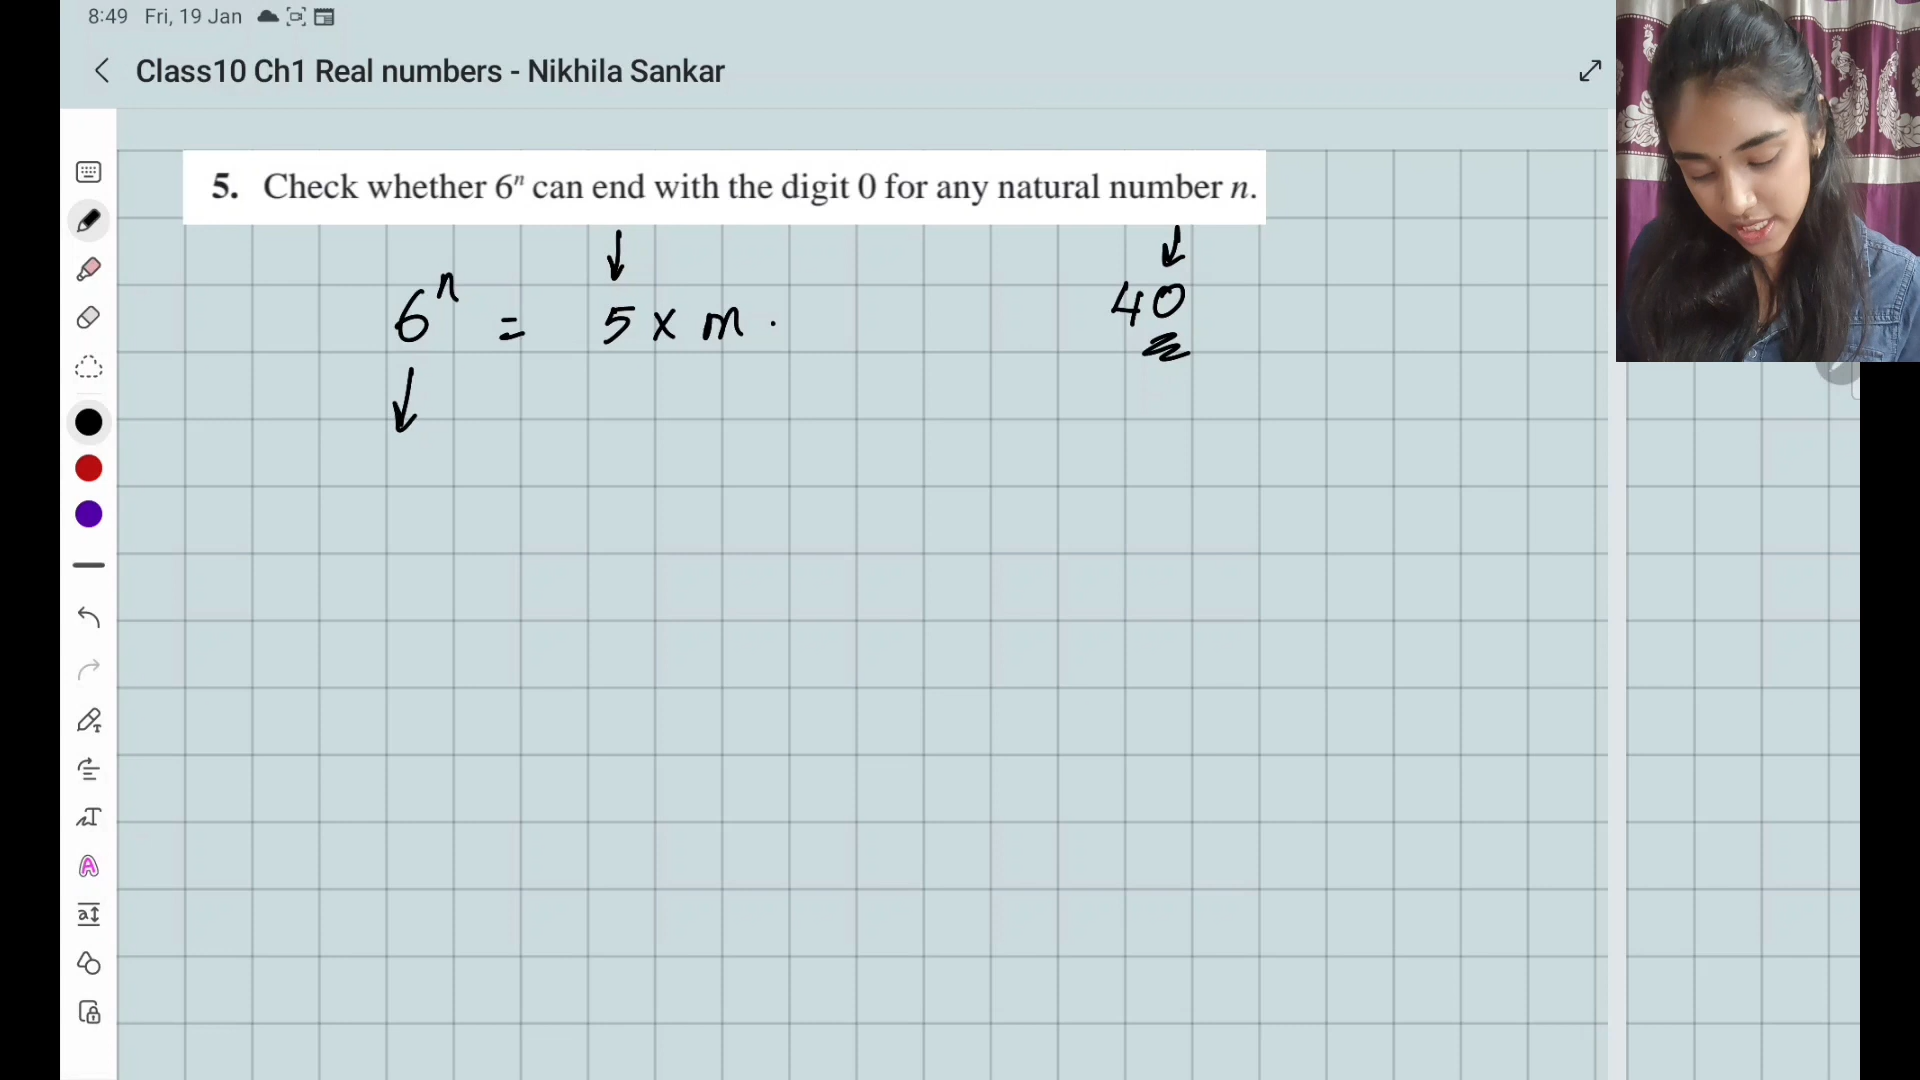 8:49 Fri, 19 Jan
Class10 Ch1 Real numbers - Nikhila Sankar
5. Check whether 6ⁿ can end with the digit 0 for any natural number n.
6ⁿ = 5 x m .
40